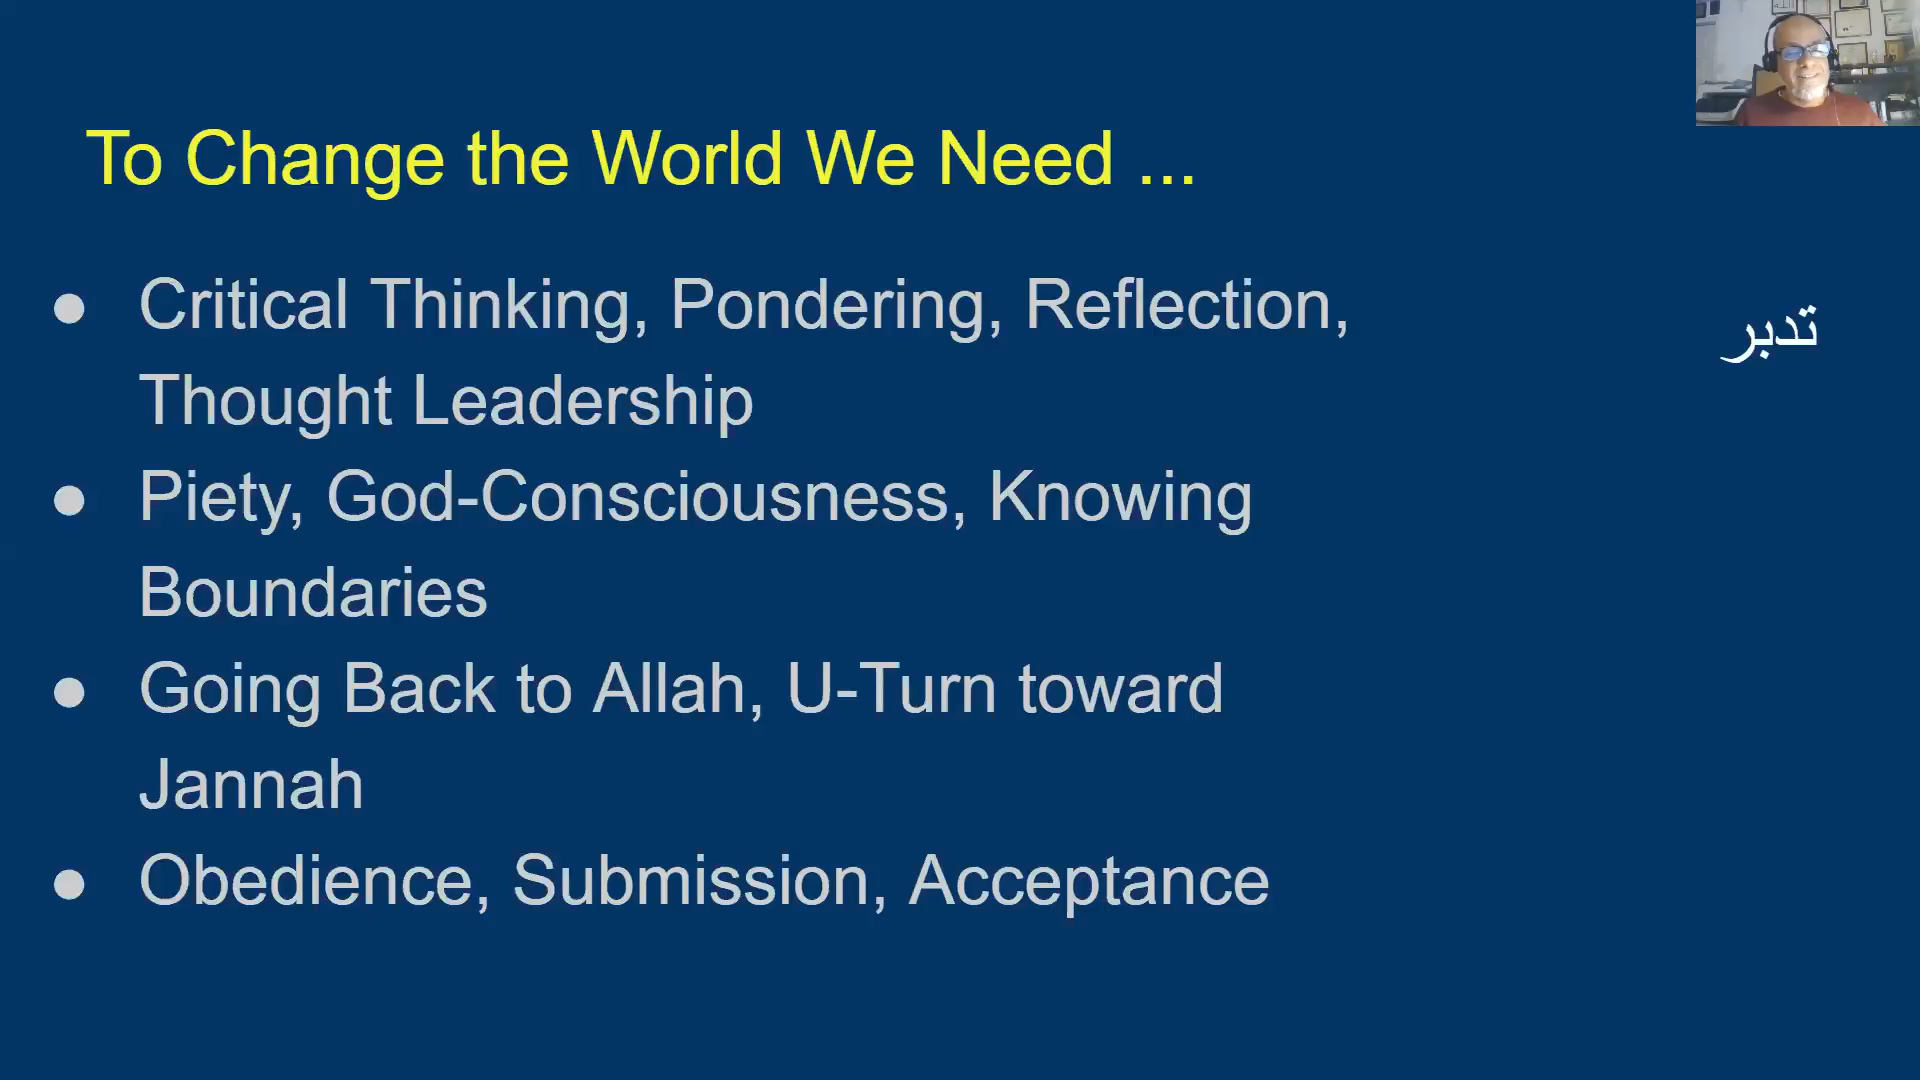 To Change the World We Need ...
● Critical Thinking, Pondering, Reflection,
Thought Leadership
تدبر
● Piety, God-Consciousness, Knowing
Boundaries
● Going Back to Allah, U-Turn toward
Jannah
● Obedience, Submission, Acceptance